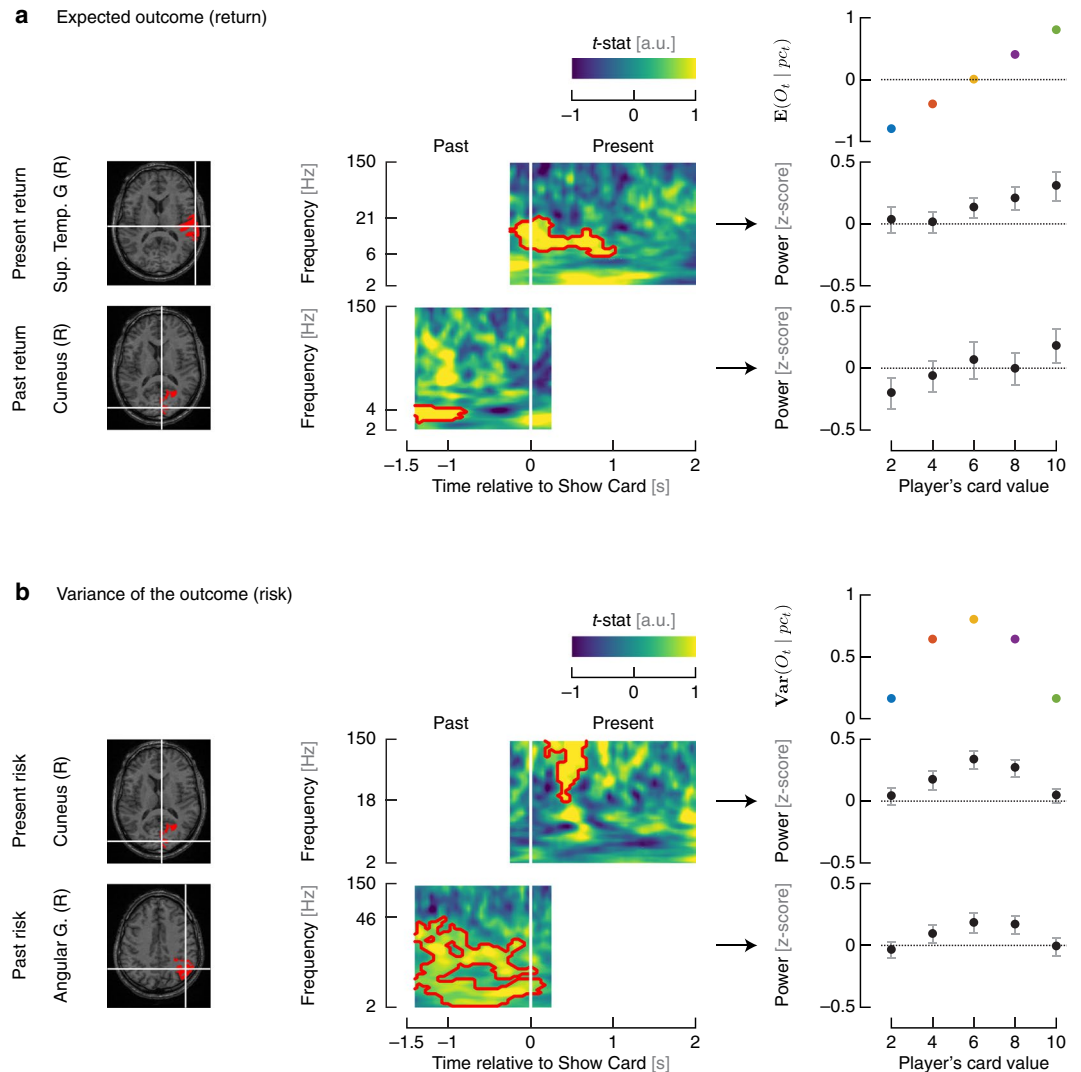 a Expected outcome (return)
t-stat [a.u.]
−1 0 1
E(Oₜ | pcₜ)
1
0
−1
Past Present
Present return
Sup. Temp. G (R)
Frequency [Hz]
150
21
6
2
Power [z-score]
0.5
0
−0.5
Past return
Cuneus (R)
Frequency [Hz]
150
4
2
Power [z-score]
0.5
0
−0.5
−1.5 −1 0 1 2
Time relative to Show Card [s]
2 4 6 8 10
Player's card value
b Variance of the outcome (risk)
t-stat [a.u.]
−1 0 1
Var(Oₜ | pcₜ)
1
0.5
0
Past Present
Present risk
Cuneus (R)
Frequency [Hz]
150
18
2
Power [z-score]
0.5
0
−0.5
Past risk
Angular G. (R)
Frequency [Hz]
150
46
2
Power [z-score]
0.5
0
−0.5
−1.5 −1 0 1 2
Time relative to Show Card [s]
2 4 6 8 10
Player's card value